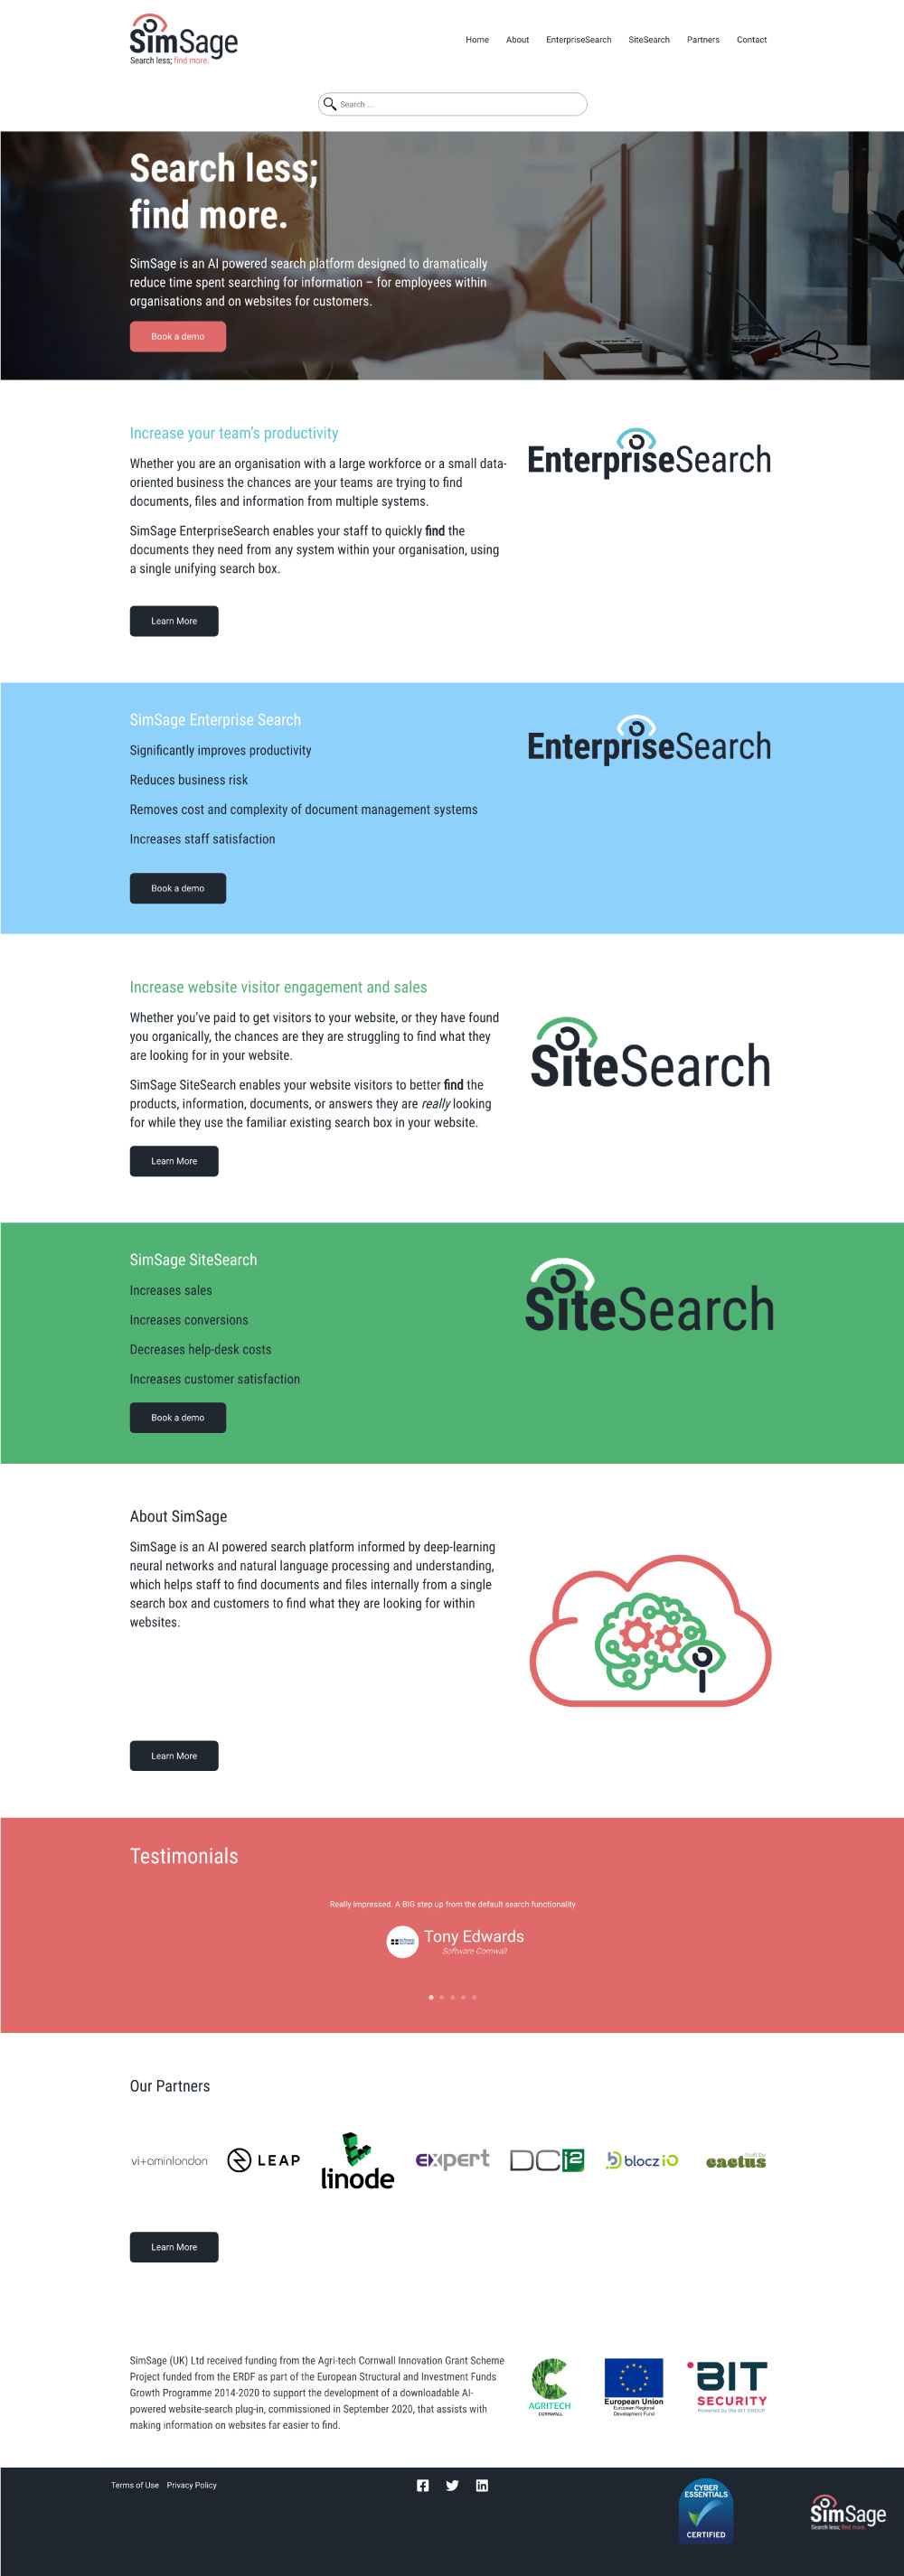 SimSage
Search less; find more.
Home About EnterpriseSearch SiteSearch Partners Contact
Search ...
Search less;
find more.
SimSage is an AI powered search platform designed to dramatically
reduce time spent searching for information – for employees within
organisations and on websites for customers.
Book a demo
Increase your team's productivity
EnterpriseSearch
Whether you are an organisation with a large workforce or a small data-
oriented business the chances are your teams are trying to find
documents, files and information from multiple systems.
SimSage EnterpriseSearch enables your staff to quickly find the
documents they need from any system within your organisation, using
a single unifying search box.
Learn More
SimSage Enterprise Search
EnterpriseSearch
Significantly improves productivity
Reduces business risk
Removes cost and complexity of document management systems
Increases staff satisfaction
Book a demo
Increase website visitor engagement and sales
Whether you've paid to get visitors to your website, or they have found
you organically, the chances are they are struggling to find what they
are looking for in your website.
SiteSearch
SimSage SiteSearch enables your website visitors to better find the
products, information, documents, or answers they are really looking
for while they use the familiar existing search box in your website.
Learn More
SimSage SiteSearch
SiteSearch
Increases sales
Increases conversions
Decreases help-desk costs
Increases customer satisfaction
Book a demo
About SimSage
SimSage is an AI powered search platform informed by deep-learning
neural networks and natural language processing and understanding,
which helps staff to find documents and files internally from a single
search box and customers to find what they are looking for within
websites.
Learn More
Testimonials
Really impressed. A BIG step up from the default search functionality
Tony Edwards
Software Cornwall
Our Partners
vi+aminlondon LEAP linode expert DCi2 bloczio built by cactus
Learn More
SimSage (UK) Ltd received funding from the Agri-tech Cornwall Innovation Grant Scheme
Project funded from the ERDF as part of the European Structural and Investment Funds
Growth Programme 2014-2020 to support the development of a downloadable AI-
powered website-search plug-in, commissioned in September 2020, that assists with
making information on websites far easier to find.
AGRITECH
CORNWALL
European Union
European Regional
Development Fund
BIT
SECURITY
Powered by the BIT GROUP
Terms of Use Privacy Policy
CYBER
ESSENTIALS
CERTIFIED
SimSage
Search less; find more.